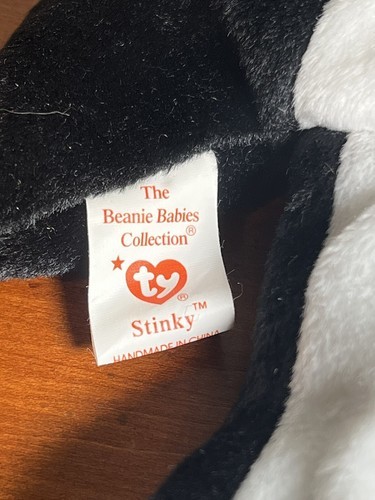 The
Beanie Babies
Collection®
★ ty®
Stinky™
HANDMADE IN CHINA